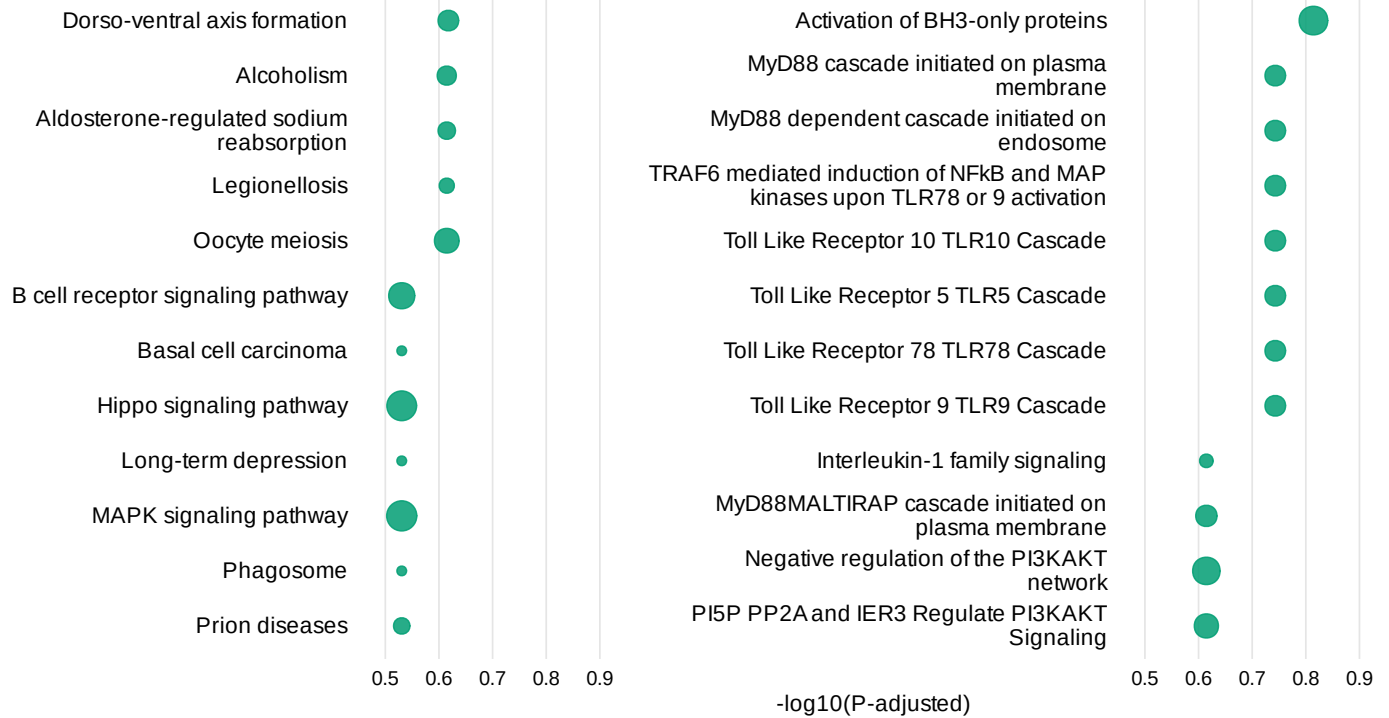 Dorso-ventral axis formation
Alcoholism
Aldosterone-regulated sodium
reabsorption
Legionellosis
Oocyte meiosis
B cell receptor signaling pathway
Basal cell carcinoma
Hippo signaling pathway
Long-term depression
MAPK signaling pathway
Phagosome
Prion diseases
0.5 0.6 0.7 0.8 0.9
Activation of BH3-only proteins
MyD88 cascade initiated on plasma
membrane
MyD88 dependent cascade initiated on
endosome
TRAF6 mediated induction of NFkB and MAP
kinases upon TLR78 or 9 activation
Toll Like Receptor 10 TLR10 Cascade
Toll Like Receptor 5 TLR5 Cascade
Toll Like Receptor 78 TLR78 Cascade
Toll Like Receptor 9 TLR9 Cascade
Interleukin-1 family signaling
MyD88MALTIRAP cascade initiated on
plasma membrane
Negative regulation of the PI3KAKT
network
PI5P PP2A and IER3 Regulate PI3KAKT
Signaling
0.5 0.6 0.7 0.8 0.9
-log10(P-adjusted)